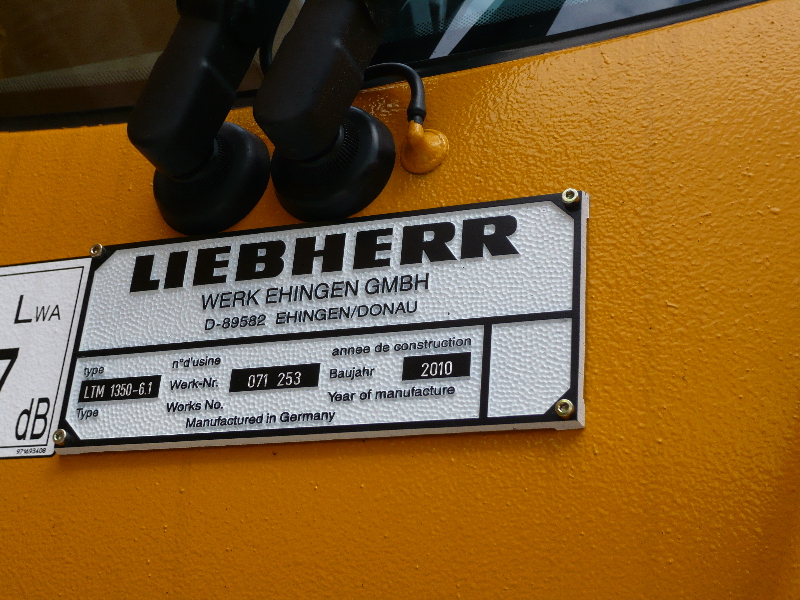 LIEBHERR
WERK EHINGEN GMBH
D-89582 EHINGEN/DONAU
type
LTM 1350-6.1
Type
n°d'usine
Werk-Nr. 071 253
Works No.
annee de construction
Baujahr 2010
Year of manufacture
Manufactured in Germany
LWA
7
dB